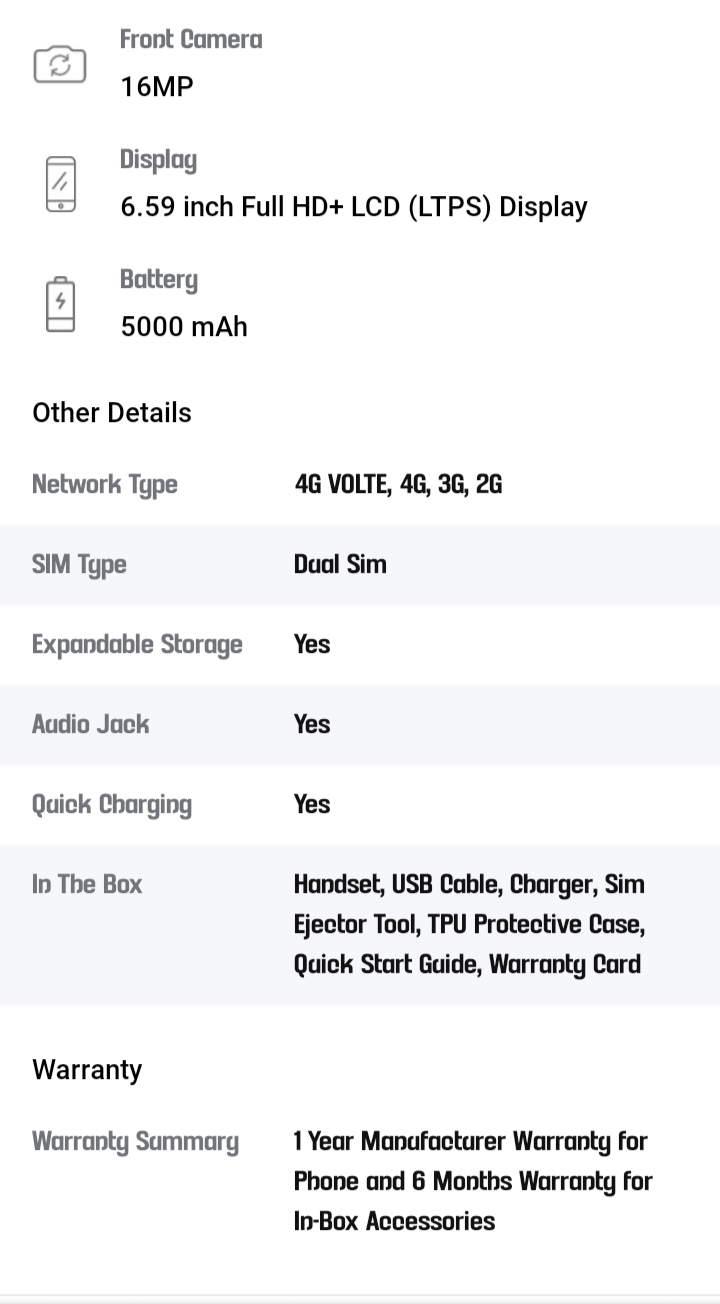 Front Camera
16MP
Display
6.59 inch Full HD+ LCD (LTPS) Display
Battery
5000 mAh
Other Details
Network Type 4G VOLTE, 4G, 3G, 2G
SIM Type Dual Sim
Expandable Storage Yes
Audio Jack Yes
Quick Charging Yes
In The Box Handset, USB Cable, Charger, Sim
Ejector Tool, TPU Protective Case,
Quick Start Guide, Warranty Card
Warranty
Warranty Summary 1 Year Manufacturer Warranty for
Phone and 6 Months Warranty for
In-Box Accessories